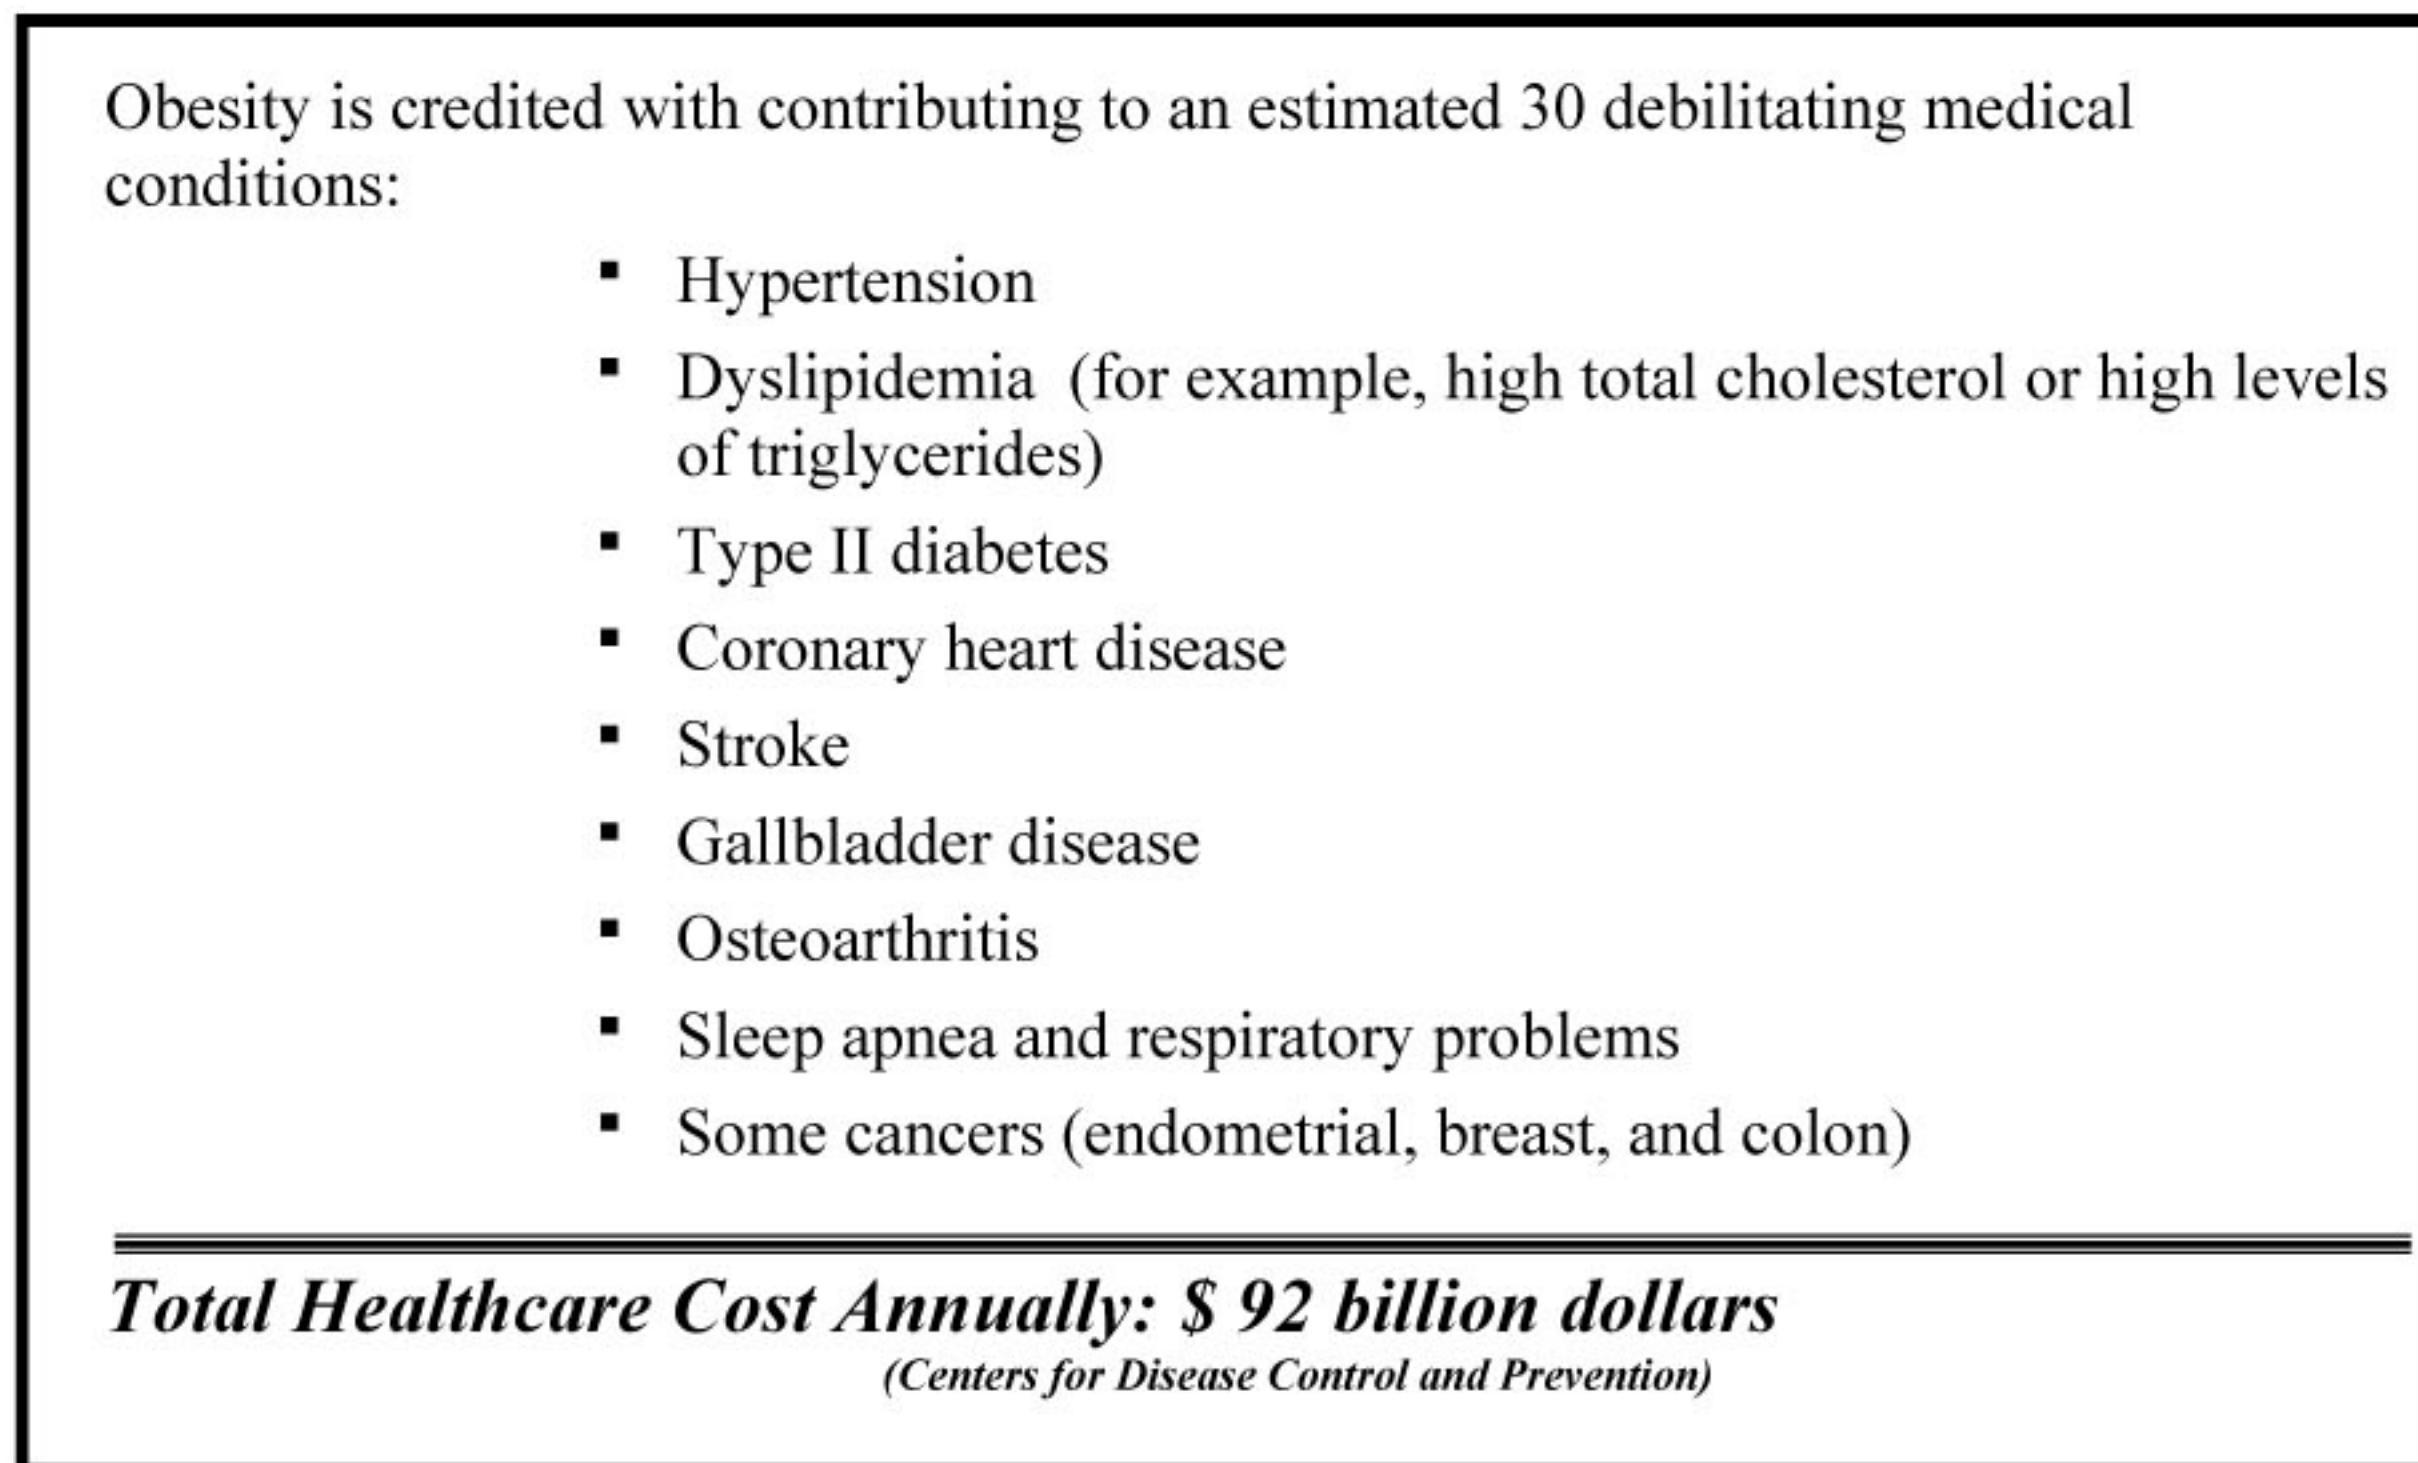 Obesity is credited with contributing to an estimated 30 debilitating medical
conditions:
▪ Hypertension
▪ Dyslipidemia  (for example, high total cholesterol or high levels
of triglycerides)
▪ Type II diabetes
▪ Coronary heart disease
▪ Stroke
▪ Gallbladder disease
▪ Osteoarthritis
▪ Sleep apnea and respiratory problems
▪ Some cancers (endometrial, breast, and colon)
Total Healthcare Cost Annually: $ 92 billion dollars
(Centers for Disease Control and Prevention)